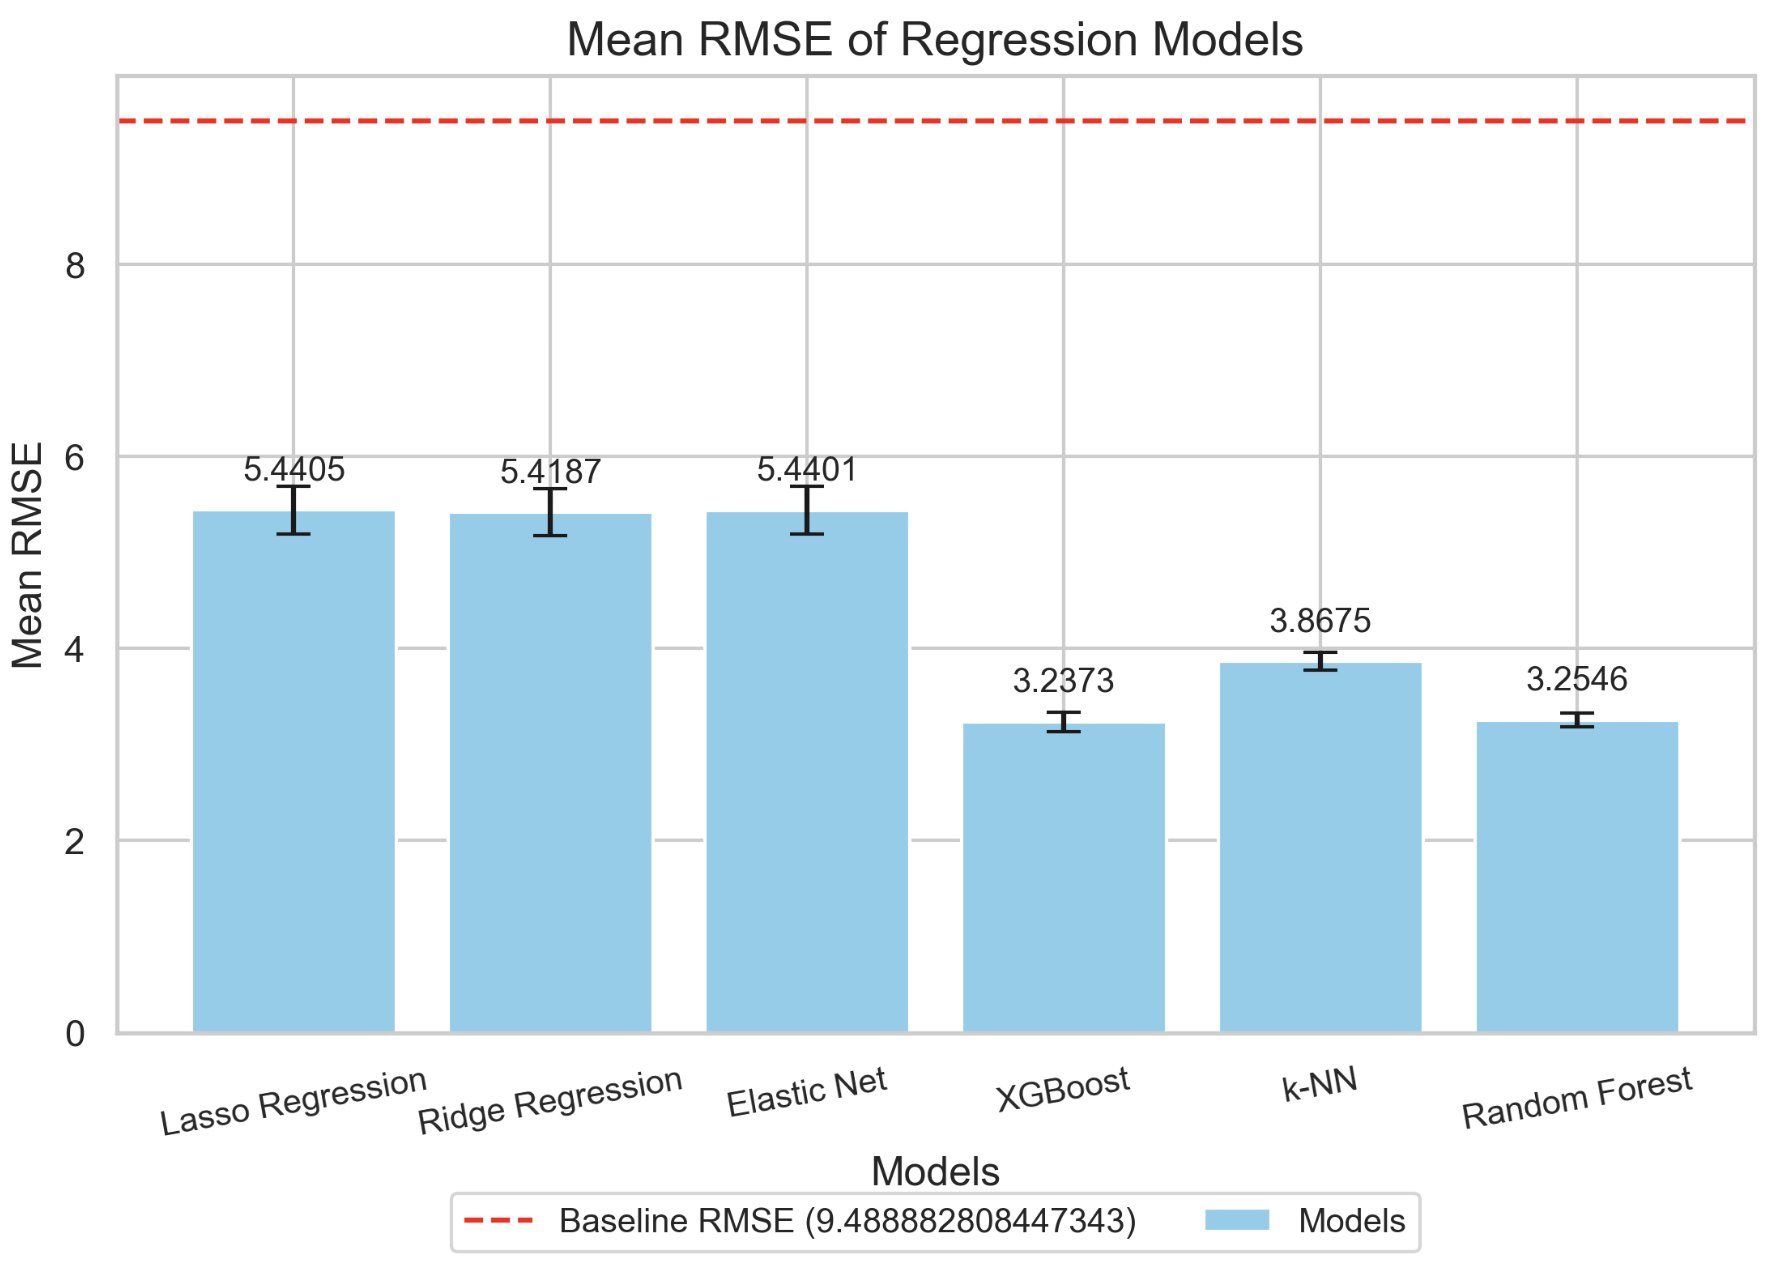 Mean RMSE of Regression Models
Mean RMSE
8
6
4
2
0
5.4405
5.4187
5.4401
3.2373
3.8675
3.2546
Lasso Regression
Ridge Regression
Elastic Net
XGBoost
k-NN
Random Forest
Models
Baseline RMSE (9.488882808447343)
Models